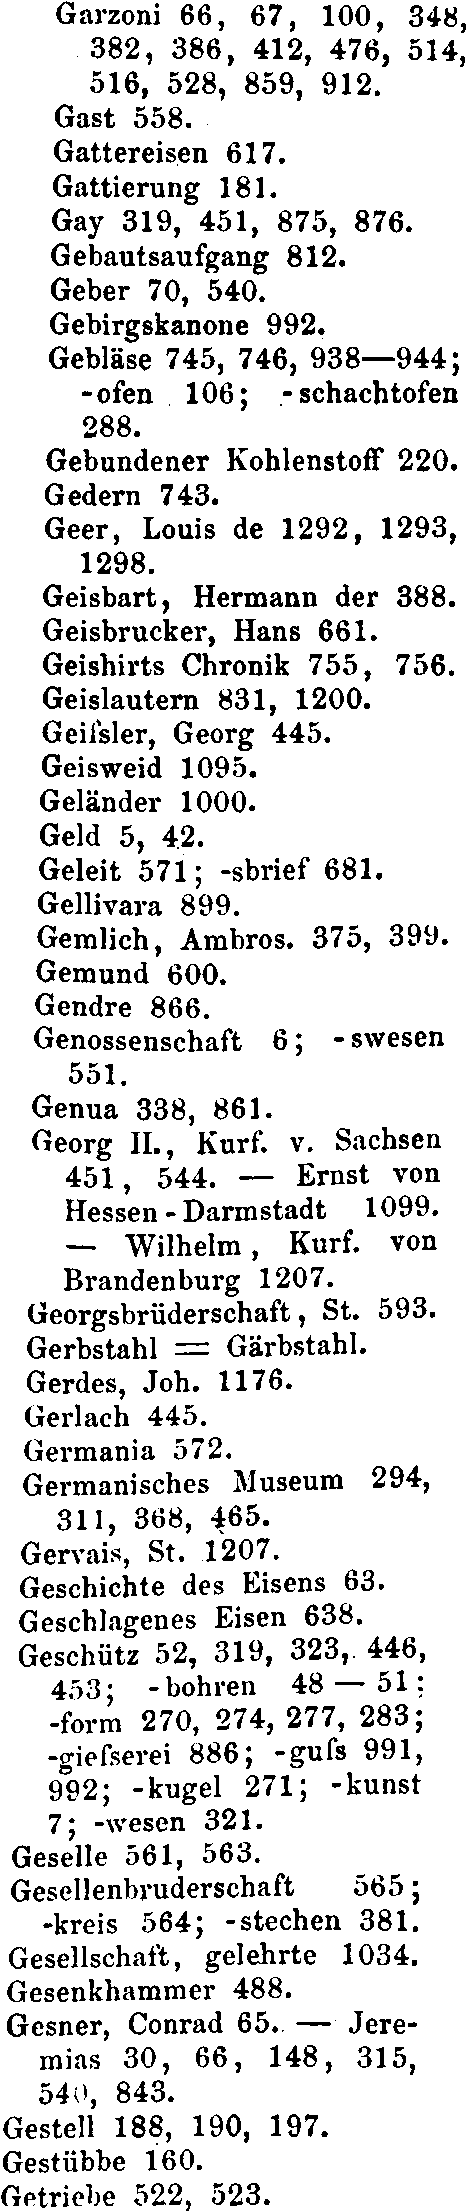 Garzoni 66, 67, 100, 348,
382, 386, 412, 476, 514,
516, 528, 859, 912.
Gast 558.
Gattereisen 617.
Gattierung 181.
Gay 319, 451, 875, 876.
Gebautsaufgang 812.
Geber 70, 540.
Gebirgskanone 992.
Gebläse 745, 746, 938—944;
-ofen 106; -schachtofen
288.
Gebundener Kohlenstoff 220.
Gedern 743.
Geer, Louis de 1292, 1293,
1298.
Geisbart, Hermann der 388.
Geisbrucker, Hans 661.
Geishirts Chronik 755, 756.
Geislautern 831, 1200.
Geiſsler, Georg 445.
Geisweid 1095.
Geländer 1000.
Geld 5, 42.
Geleit 571; -sbrief 681.
Gellivara 899.
Gemlich, Ambros. 375, 399.
Gemund 600.
Gendre 866.
Genossenschaft 6; -swesen
551.
Genua 338, 861.
Georg II., Kurf. v. Sachsen
451, 544. — Ernst von
Hessen-Darmstadt 1099.
— Wilhelm, Kurf. von
Brandenburg 1207.
Georgsbrüderschaft, St. 593.
Gerbstahl = Gärbstahl.
Gerdes, Joh. 1176.
Gerlach 445.
Germania 572.
Germanisches Museum 294,
311, 368, 465.
Gervais, St. 1207.
Geschichte des Eisens 63.
Geschlagenes Eisen 638.
Geschütz 52, 319, 323, 446,
453; -bohren 48—51;
-form 270, 274, 277, 283;
-gieſserei 886; -guſs 991,
992; -kugel 271; -kunst
7; -wesen 321.
Geselle 561, 563.
Gesellenbruderschaft 565;
-kreis 564; -stechen 381.
Gesellschaft, gelehrte 1034.
Gesenkhammer 488.
Gesner, Conrad 65. — Jere-
mias 30, 66, 148, 315,
540, 843.
Gestell 188, 190, 197.
Gestübbe 160.
Getriebe 522, 523.